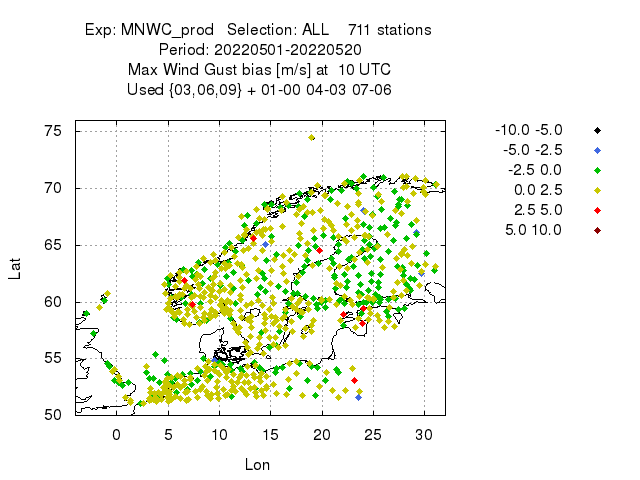 Exp: MNWC_prod   Selection: ALL    711 stations
Period: 20220501-20220520
Max Wind Gust bias [m/s] at  10 UTC
Used {03,06,09} + 01-00 04-03 07-06
-10.0 -5.0
-5.0 -2.5
-2.5 0.0
0.0 2.5
2.5 5.0
5.0 10.0
75
70
65
60
55
50
Lat
0 5 10 15 20 25 30
Lon